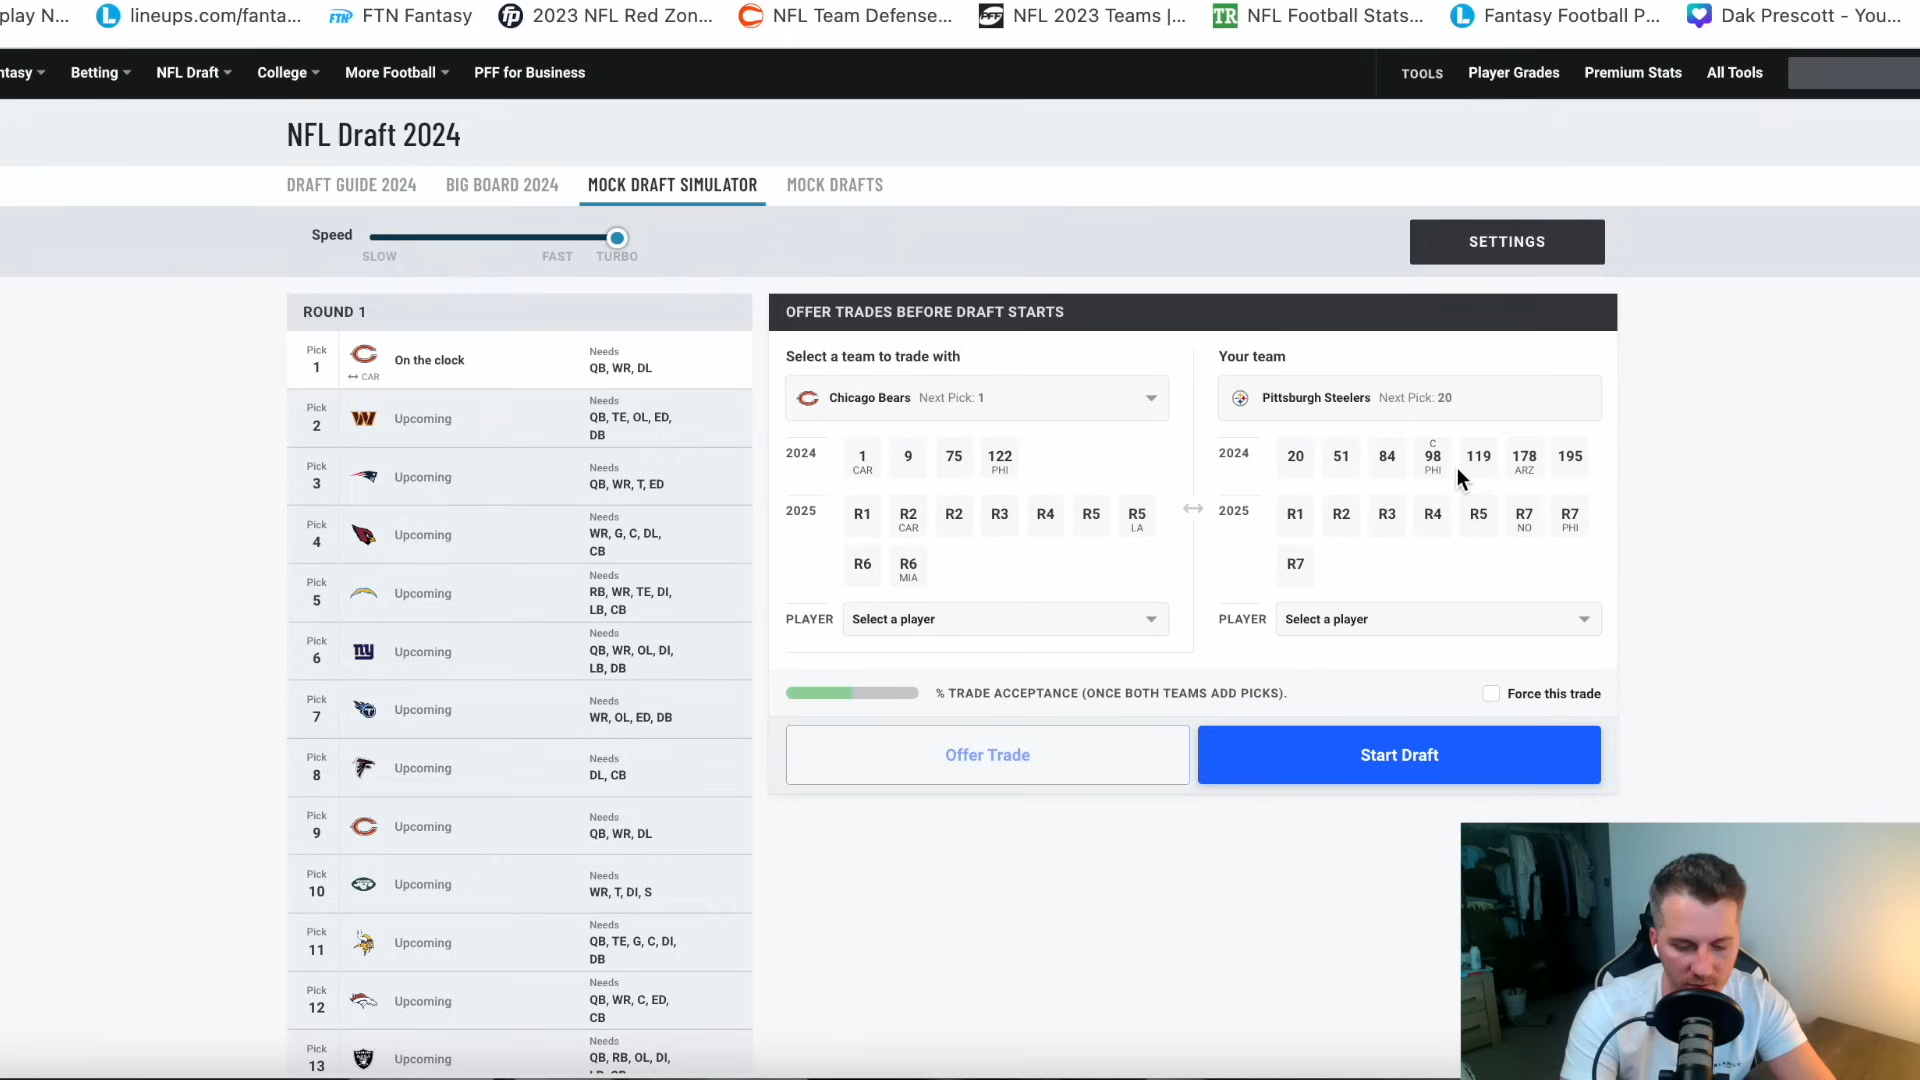 play N...
lineups.com/fanta...
FTN Fantasy
2023 NFL Red Zon...
NFL Team Defense...
NFL 2023 Teams |...
NFL Football Stats...
Fantasy Football P...
Dak Prescott - You...
ntasy
Betting
NFL Draft
College
More Football
PFF for Business
TOOLS
Player Grades
Premium Stats
All Tools
NFL Draft 2024
DRAFT GUIDE 2024
BIG BOARD 2024
MOCK DRAFT SIMULATOR
MOCK DRAFTS
Speed
SLOW
FAST
TURBO
SETTINGS
ROUND 1
Pick
1
CAR
On the clock
Needs
QB, WR, DL
Pick
2
Upcoming
Needs
QB, TE, OL, ED,
DB
Pick
3
Upcoming
Needs
QB, WR, T, ED
Pick
4
Upcoming
Needs
WR, G, C, DL,
CB
Pick
5
Upcoming
Needs
RB, WR, TE, DI,
LB, CB
Pick
6
ny
Upcoming
Needs
QB, WR, OL, DI,
LB, DB
Pick
7
Upcoming
Needs
WR, OL, ED, DB
Pick
8
Upcoming
Needs
DL, CB
Pick
9
Upcoming
Needs
QB, WR, DL
Pick
10
Upcoming
Needs
WR, T, DI, S
Pick
11
Upcoming
Needs
QB, TE, G, C, DI,
DB
Pick
12
Upcoming
Needs
QB, WR, C, ED,
CB
Pick
13
Upcoming
Needs
QB, RB, OL, DI,
OFFER TRADES BEFORE DRAFT STARTS
Select a team to trade with
Chicago Bears Next Pick: 1
2024
1
CAR
9
75
122
PHI
2025
R1
R2
CAR
R2
R3
R4
R5
R5
LA
R6
R6
MIA
PLAYER
Select a player
Your team
Pittsburgh Steelers Next Pick: 20
2024
20
51
84
C
98
PHI
119
178
ARZ
195
2025
R1
R2
R3
R4
R5
R7
NO
R7
PHI
R7
PLAYER
Select a player
% TRADE ACCEPTANCE (ONCE BOTH TEAMS ADD PICKS).
Force this trade
Offer Trade
Start Draft